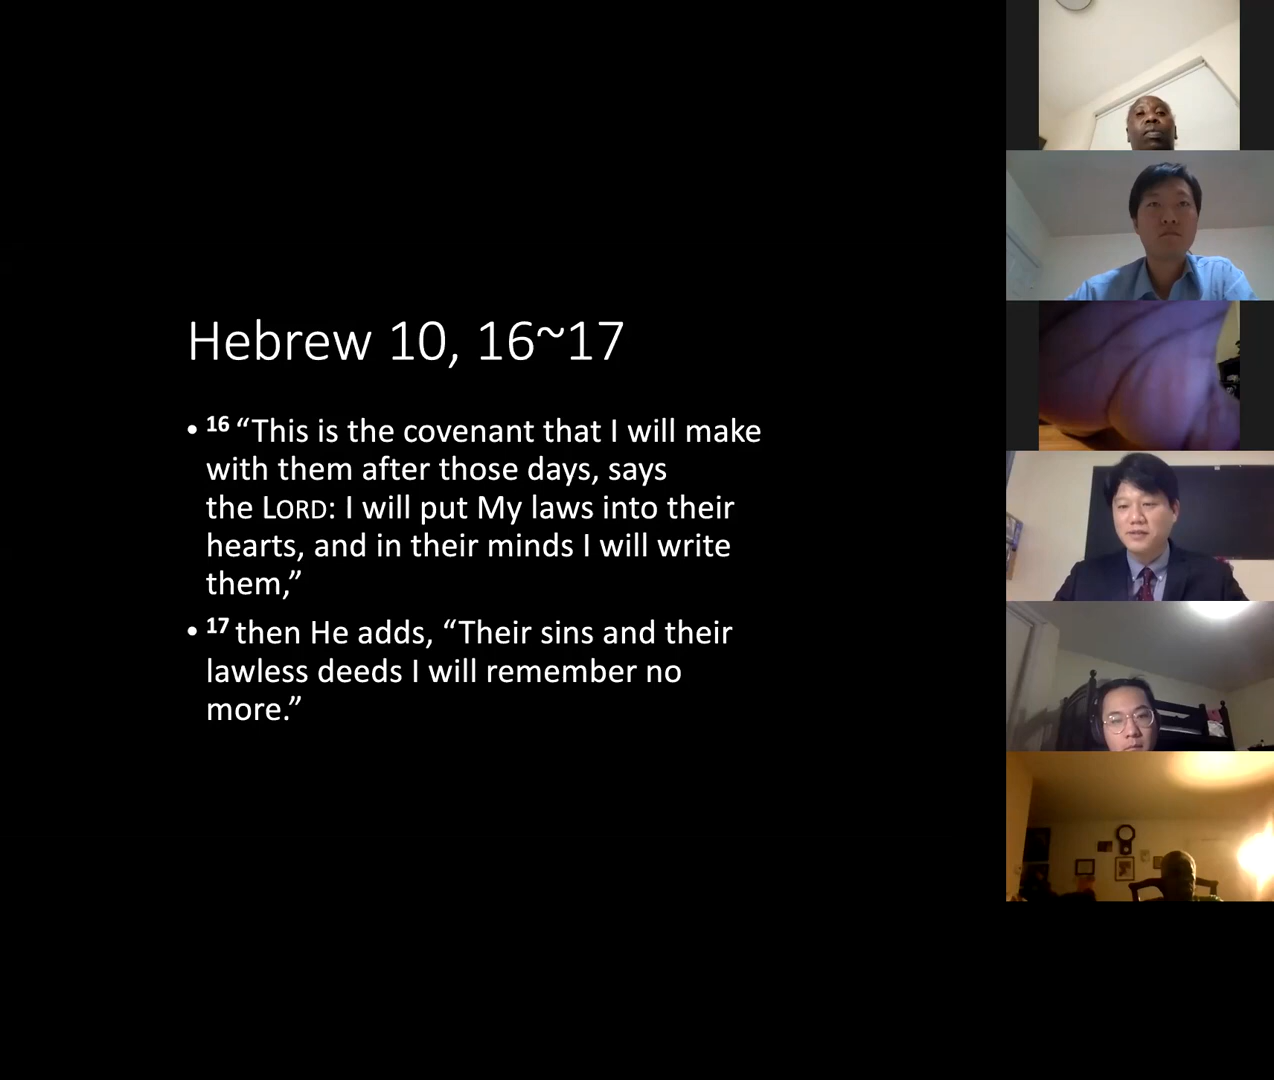 Hebrew 10, 16~17
• 16 “This is the covenant that I will make
with them after those days, says
the LORD: I will put My laws into their
hearts, and in their minds I will write
them,”
• 17 then He adds, “Their sins and their
lawless deeds I will remember no
more.”